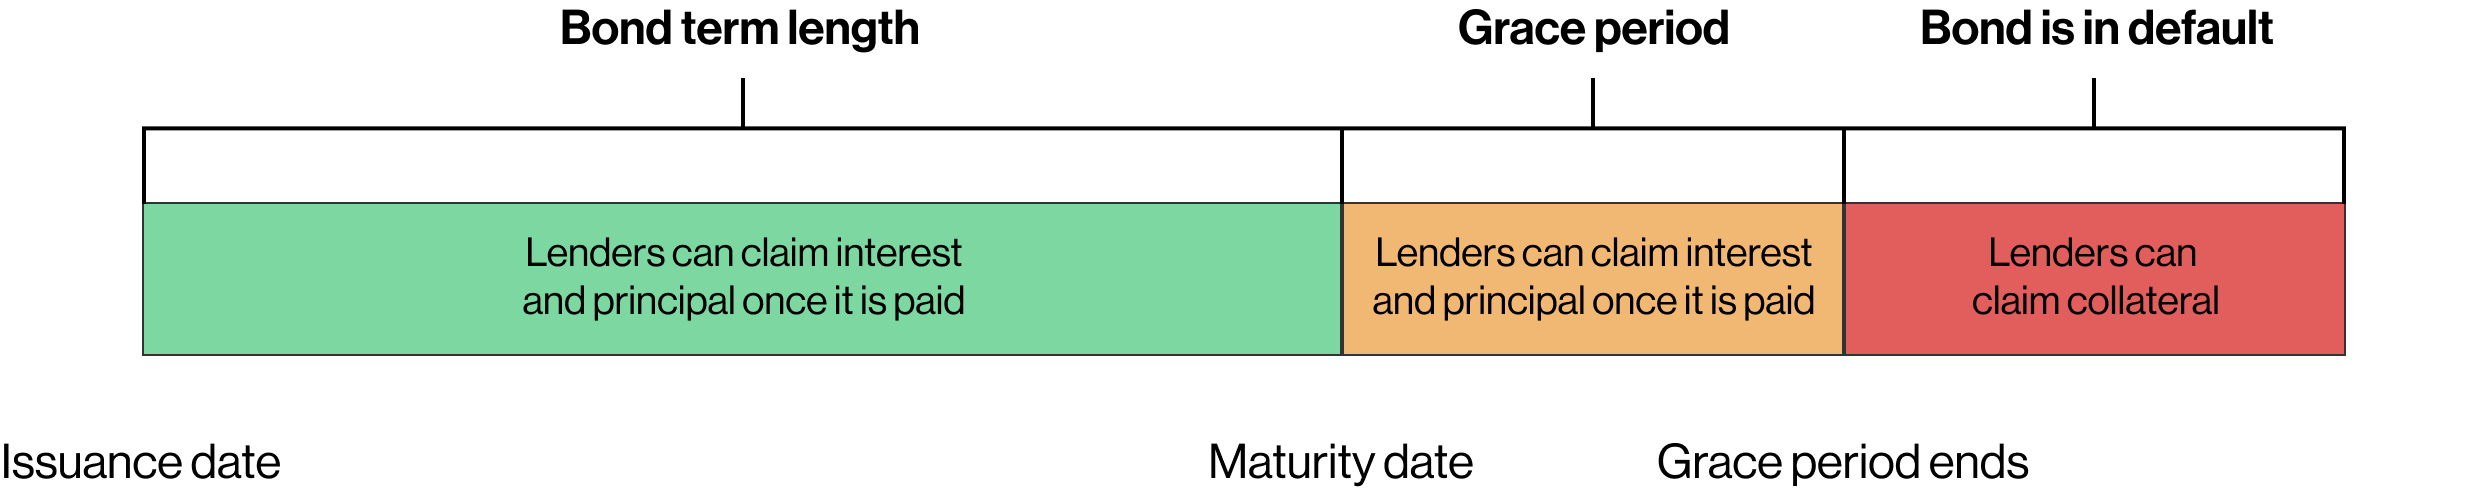 Bond term length
Grace period
Bond is in default
Lenders can claim interest
and principal once it is paid
Lenders can claim interest
and principal once it is paid
Lenders can
claim collateral
Issuance date
Maturity date
Grace period ends